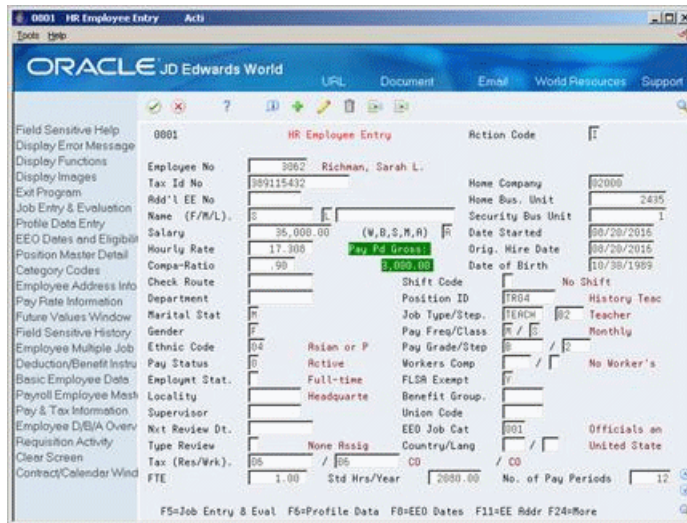 0001 HR Employee Entry Acti
Tools Help
ORACLE JD Edwards World
URL Document Email World Resources Support
Field Sensitive Help
Display Error Message
Display Functions
Display Images
Exit Program
Job Entry & Evaluation
Profile Data Entry
EEO Dates and Eligibilit
Position Master Detail
Category Codes
Employee Address Info
Pay Rate Information
Future Values Window
Field Sensitive History
Employee Multiple Job
Deduction/Benefit Instru
Basic Employee Data
Payroll Employee Mast
Pay & Tax Information
Employee D/B/A Overv
Requisition Activity
Clear Screen
Contract/Calendar Wind
0001 HR Employee Entry Action Code I
Employee No 3062 Richman, Sarah L.
Tax Id No 389115432 Home Company 02000
Add'l EE No Home Bus. Unit 2435
Name (F/M/L). S L Security Bus Unit 1
Salary 36,000.00 (W,B,S,M,A) A Date Started 08/20/2016
Hourly Rate 17.308 Pay Pd Gross: Orig. Hire Date 08/20/2016
Compa-Ratio .90 3,000.00 Date of Birth 10/30/1989
Check Route Shift Code No Shift
Department Position ID TR04 History Teac
Marital Stat M Job Type/Step. TEACH 02 Teacher
Gender F Pay Freq/Class M / S Monthly
Ethnic Code 04 Asian or P Pay Grade/Step B / 2
Pay Status 0 Active Workers Comp / No Worker's
Employmt Stat. Full-time FLSA Exempt Y
Locality Headquarte Benefit Group.
Supervisor Union Code
Nxt Review Dt. EEO Job Cat 001 Officials an
Type Review None Assig Country/Lang / United State
Tax (Res/Wrk). 06 / 06 CO / CO
FTE 1.00 Std Hrs/Year 2080.00 No. of Pay Periods 12
F5=Job Entry & Eval F6=Profile Data F8=EEO Dates F11=EE Addr F24=More